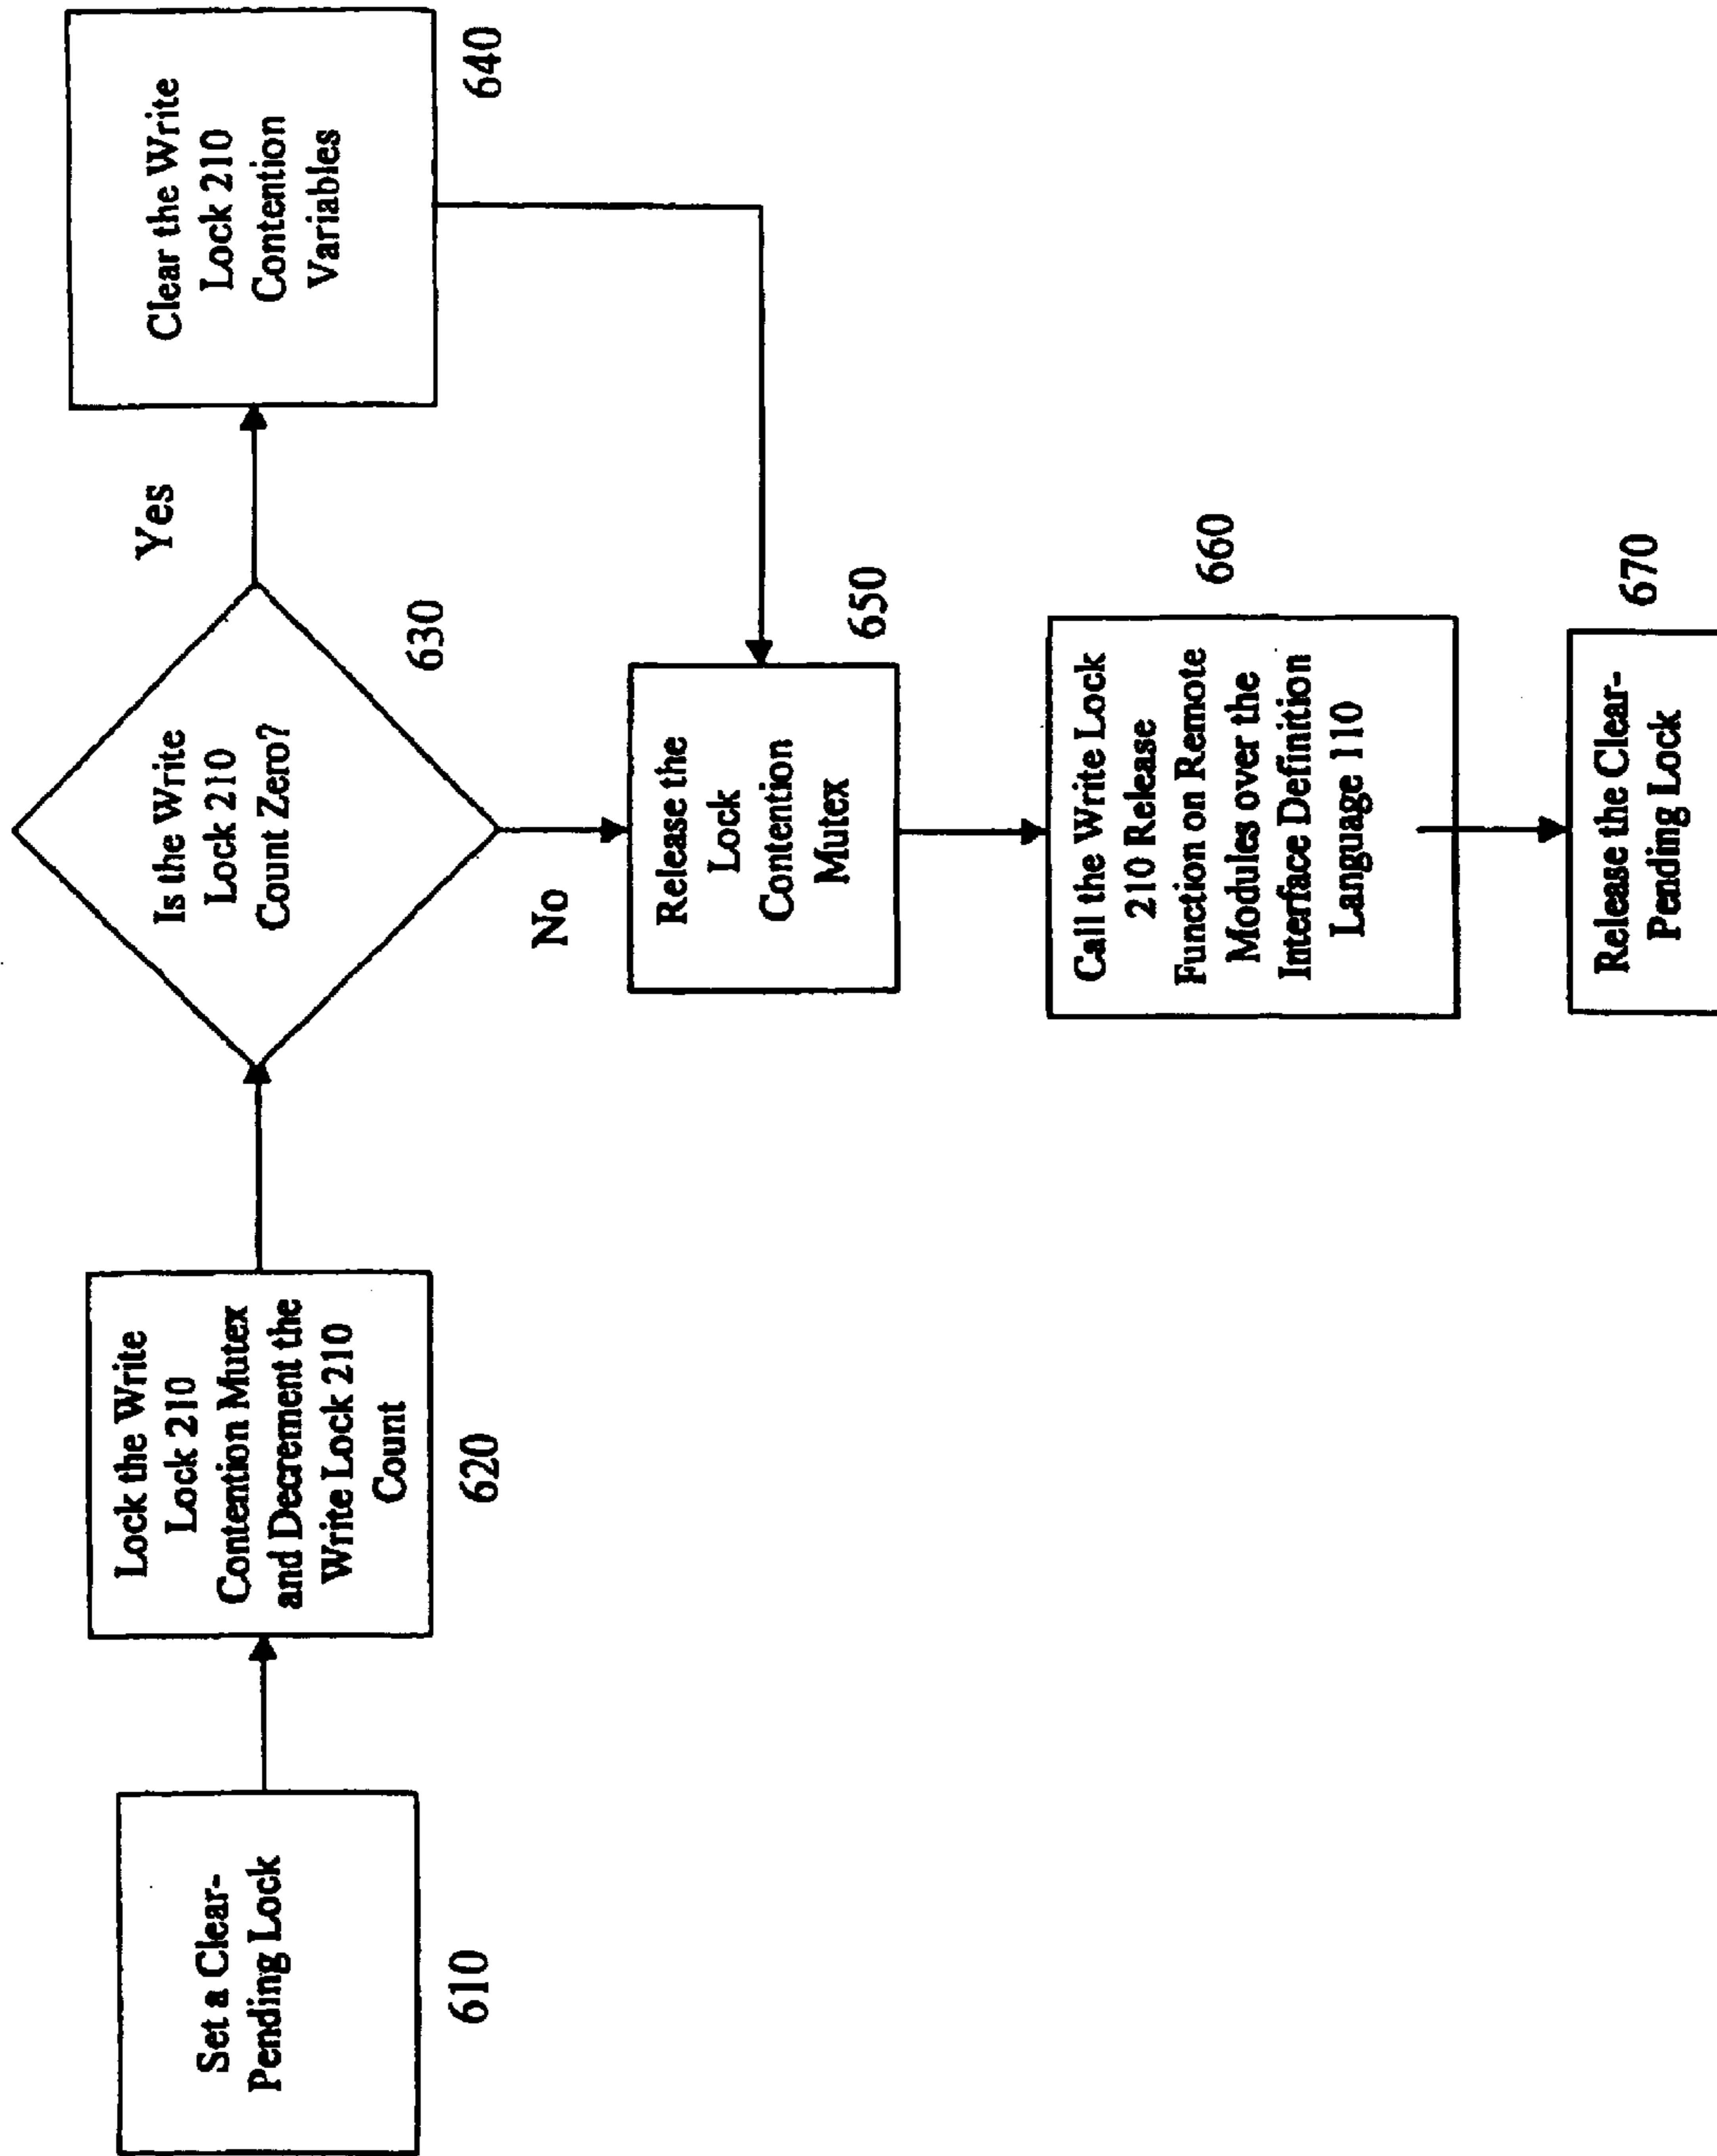 Set a Clear-
Pending Lock
610
Lock the Write
Lock 210
Contention Mutex
and Decrement the
Write Lock 210
Count
620
Is the Write
Lock 210
Count Zero?
630
Yes
No
Clear the Write
Lock 210
Contention
Variables
640
Release the
Lock
Contention
Mutex
650
Call the Write Lock
210 Release
Function on Remote
Modules over the
Interface Definition
Language 110
660
Release the Clear-
Pending Lock
670